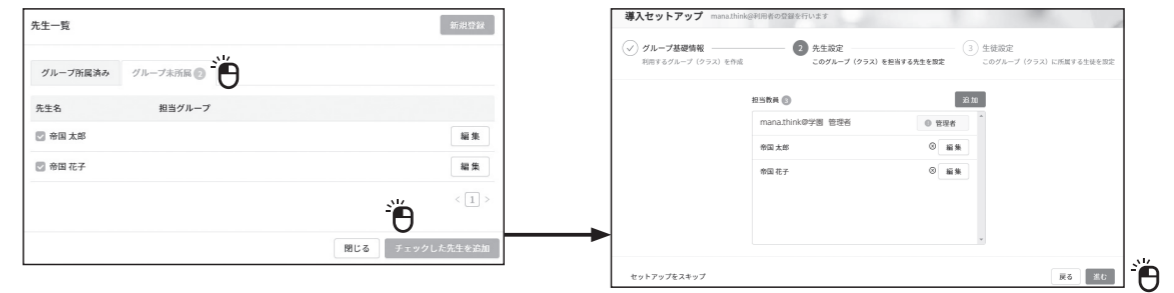 先生一覧
新規登録
グループ所属済み グループ未所属 2
先生名 担当グループ
帝国 太郎 編集
帝国 花子 編集
< 1 >
閉じる チェックした先生を追加
導入セットアップ mana.think@利用者の登録を行います
グループ基礎情報 2 先生設定 3 生徒設定
利用するグループ（クラス）を作成 このグループ（クラス）を担当する先生を設定 このグループ（クラス）に所属する生徒を設定
担当教員 3 追加
mana.think@学園 管理者 管理者
帝国 太郎 編集
帝国 花子 編集
セットアップをスキップ 戻る 進む